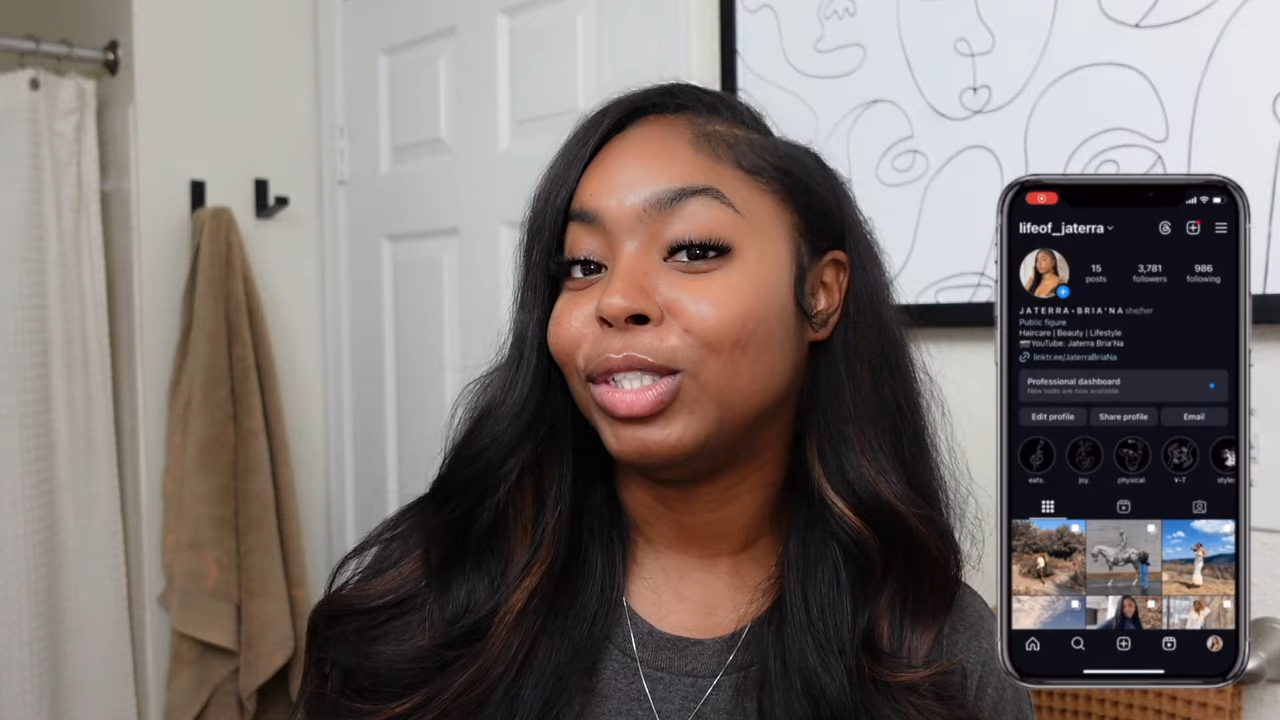 lifeof_jaterra
15 3,781 986
posts followers following
JATERRA•BRIA'NA she/her
Public figure
Haircare | Beauty | Lifestyle
YouTube: Jaterra Bria'Na
linktr.ee/JaterraBriaNa
Professional dashboard
New tools are now available.
Edit profile Share profile Email
eats. joy. physical ¥-T styles